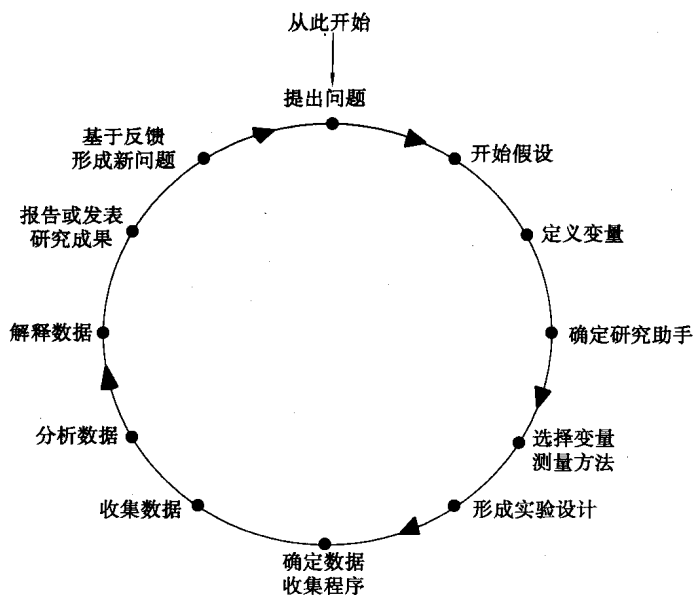 从此开始
提出问题
开始假设
定义变量
确定研究助手
选择变量
测量方法
形成实验设计
确定数据
收集程序
收集数据
分析数据
解释数据
报告或发表
研究成果
基于反馈
形成新问题